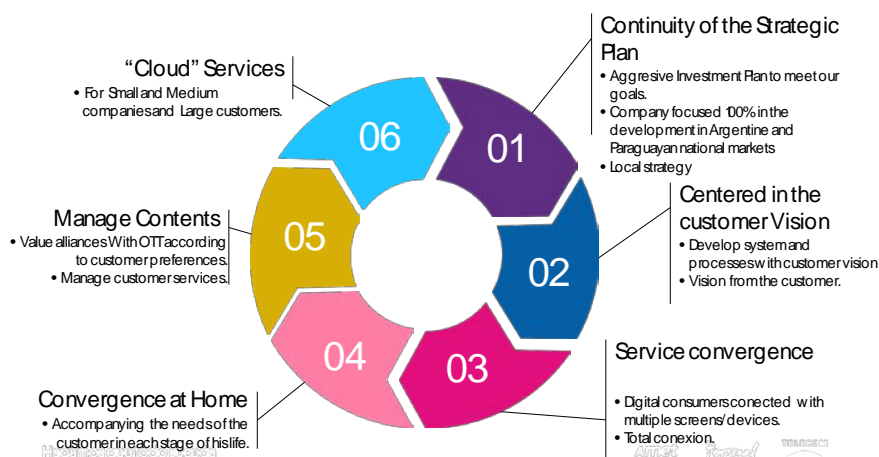 Continuity of the Strategic
Plan
• Aggresive Investment Plan to meet our
goals.
• Company focused 100% in the
development in Argentine and
Paraguayan national markets
• Local strategy
01
Centered in the
customer Vision
• Develop system and
processes with customer vision
• Vision from the customer.
02
Service convergence
• Digital consumers conected with
multiple screens/devices.
• Total conexion.
03
Convergence at Home
• Accompanying the needs of the
customer in each stage of his life.
04
Manage Contents
• Value alliances With OTT according
to customer preferences.
• Manage customer services.
05
“Cloud” Services
• For Small and Medium
companies and Large customers.
06
arnet Personal TELECOM